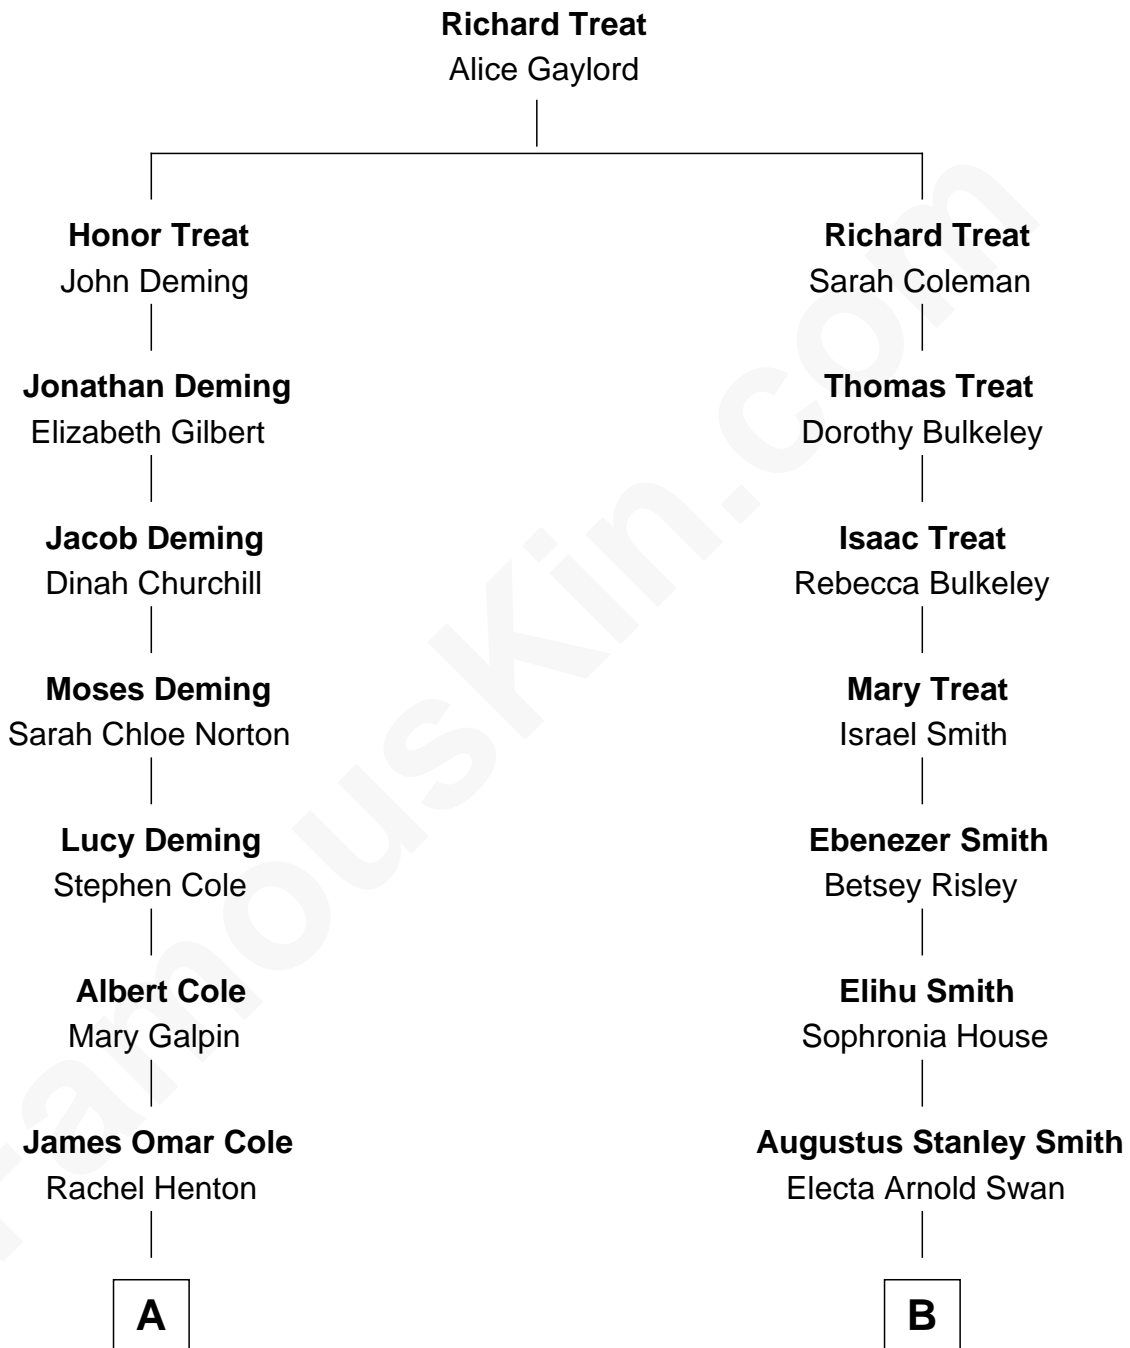 Richard Treat
Alice Gaylord
Honor Treat
John Deming
Richard Treat
Sarah Coleman
Jonathan Deming
Elizabeth Gilbert
Thomas Treat
Dorothy Bulkeley
Jacob Deming
Dinah Churchill
Isaac Treat
Rebecca Bulkeley
Moses Deming
Sarah Chloe Norton
Mary Treat
Israel Smith
Lucy Deming
Stephen Cole
Ebenezer Smith
Betsey Risley
Albert Cole
Mary Galpin
Elihu Smith
Sophronia House
James Omar Cole
Rachel Henton
Augustus Stanley Smith
Electa Arnold Swan
A
B
FamousKin.com